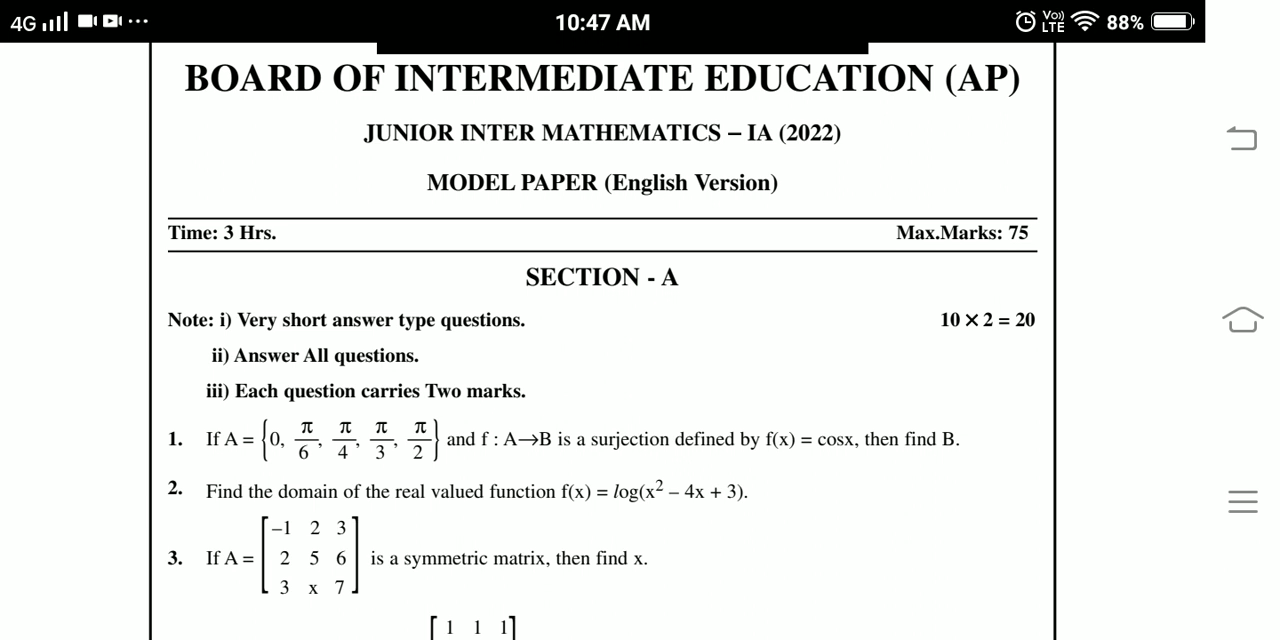 4G 10:47 AM Vo)) LTE 88%
BOARD OF INTERMEDIATE EDUCATION (AP)
JUNIOR INTER MATHEMATICS – IA (2022)
MODEL PAPER (English Version)
Time: 3 Hrs. Max.Marks: 75
SECTION - A
Note: i) Very short answer type questions. 10 × 2 = 20
ii) Answer All questions.
iii) Each question carries Two marks.
1. If A = {0, π/6, π/4, π/3, π/2} and f : A→B is a surjection defined by f(x) = cosx, then find B.
2. Find the domain of the real valued function f(x) = log(x² – 4x + 3).
–1 2 3
3. If A = 2 5 6 is a symmetric matrix, then find x.
3 x 7
1 1 1